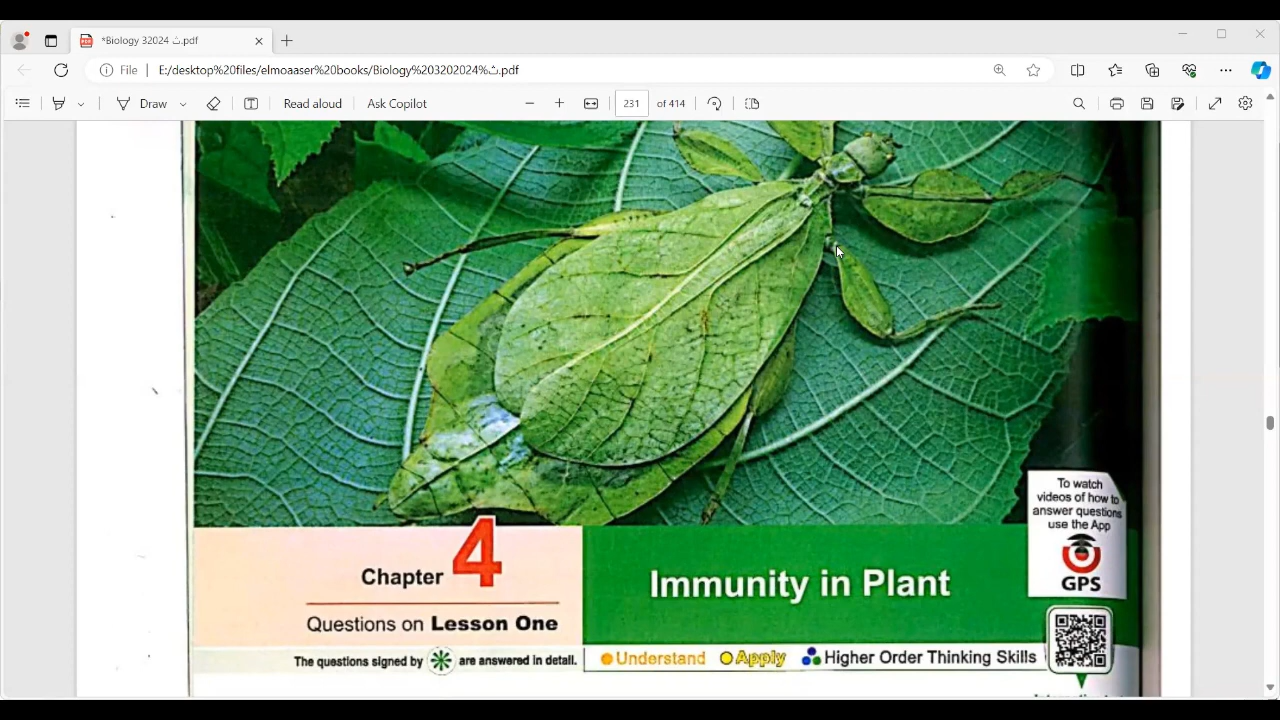 *Biology 32024 ث.pdf
File
E:/desktop%20files/elmoaaser%20books/Biology%203202024%ث.pdf
Draw
Read aloud
Ask Copilot
231
of 414
To watch
videos of how to
answer questions
use the App
GPS
Chapter 4
Immunity in Plant
Questions on Lesson One
The questions signed by
are answered in detail.
Understand
Apply
Higher Order Thinking Skills